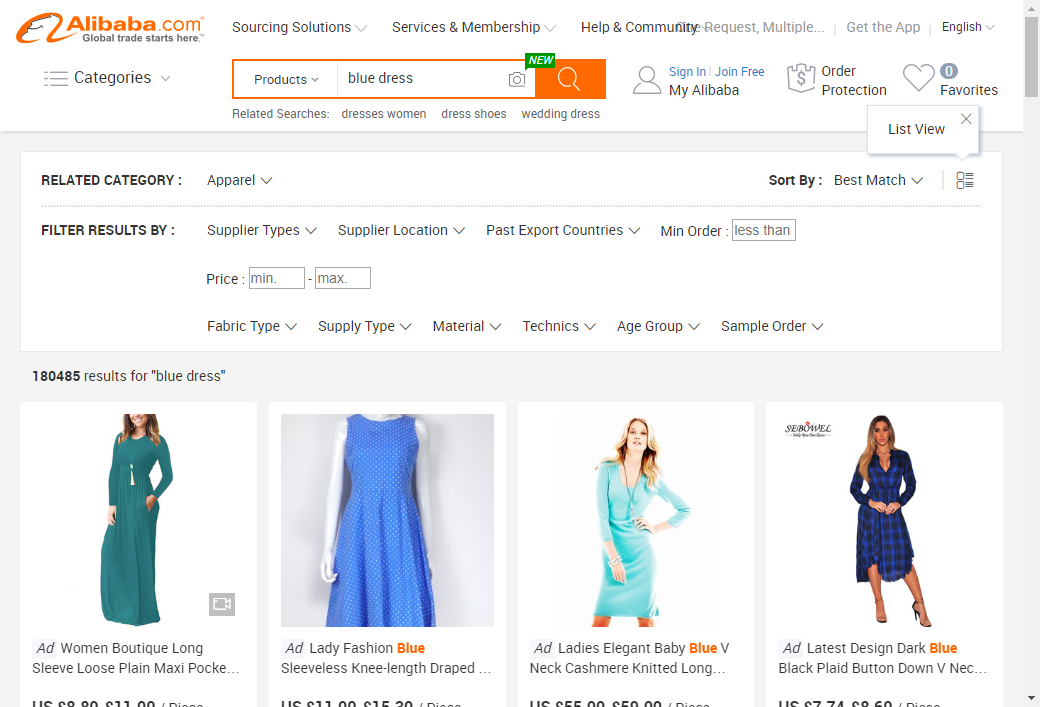 Alibaba.com
Global trade starts here.™
Sourcing Solutions
Services & Membership
Help & Community
One Request, Multiple...
Get the App
English
Categories
Products
blue dress
NEW
Sign In
Join Free
My Alibaba
Order
Protection
0
Favorites
Related Searches: dresses women dress shoes wedding dress
List View
RELATED CATEGORY :
Apparel
Sort By :
Best Match
FILTER RESULTS BY :
Supplier Types
Supplier Location
Past Export Countries
Min Order :
less than
Price :
min.
-
max.
Fabric Type
Supply Type
Material
Technics
Age Group
Sample Order
180485 results for "blue dress"
SEBOWEL
Ad Women Boutique Long
Sleeve Loose Plain Maxi Pocke...
US $8.89-$11.00 / Piece
Ad Lady Fashion Blue
Sleeveless Knee-length Draped ...
US $11.00-$15.30 / Piece
Ad Ladies Elegant Baby Blue V
Neck Cashmere Knitted Long...
US $55.00-$59.00 / Piece
Ad Latest Design Dark Blue
Black Plaid Button Down V Nec...
US $7.74-$8.60 / Piece